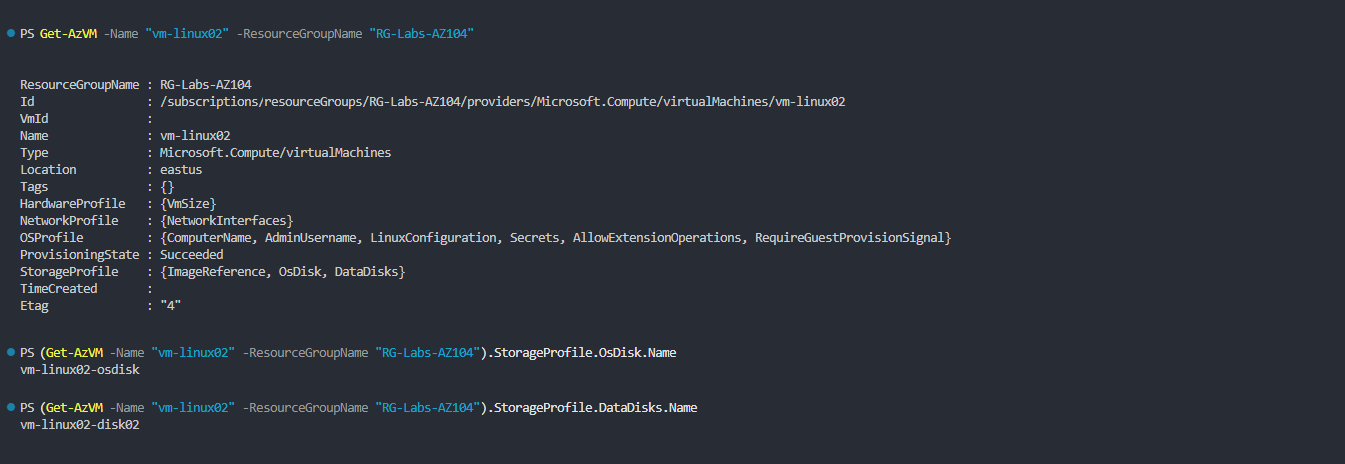 PS Get-AzVM -Name "vm-linux02" -ResourceGroupName "RG-Labs-AZ104"
ResourceGroupName : RG-Labs-AZ104
Id                : /subscriptions/resourceGroups/RG-Labs-AZ104/providers/Microsoft.Compute/virtualMachines/vm-linux02
VmId              :
Name              : vm-linux02
Type              : Microsoft.Compute/virtualMachines
Location          : eastus
Tags              : {}
HardwareProfile   : {VmSize}
NetworkProfile    : {NetworkInterfaces}
OSProfile         : {ComputerName, AdminUsername, LinuxConfiguration, Secrets, AllowExtensionOperations, RequireGuestProvisionSignal}
ProvisioningState : Succeeded
StorageProfile    : {ImageReference, OsDisk, DataDisks}
TimeCreated       :
Etag              : "4"
PS (Get-AzVM -Name "vm-linux02" -ResourceGroupName "RG-Labs-AZ104").StorageProfile.OsDisk.Name
vm-linux02-osdisk
PS (Get-AzVM -Name "vm-linux02" -ResourceGroupName "RG-Labs-AZ104").StorageProfile.DataDisks.Name
vm-linux02-disk02